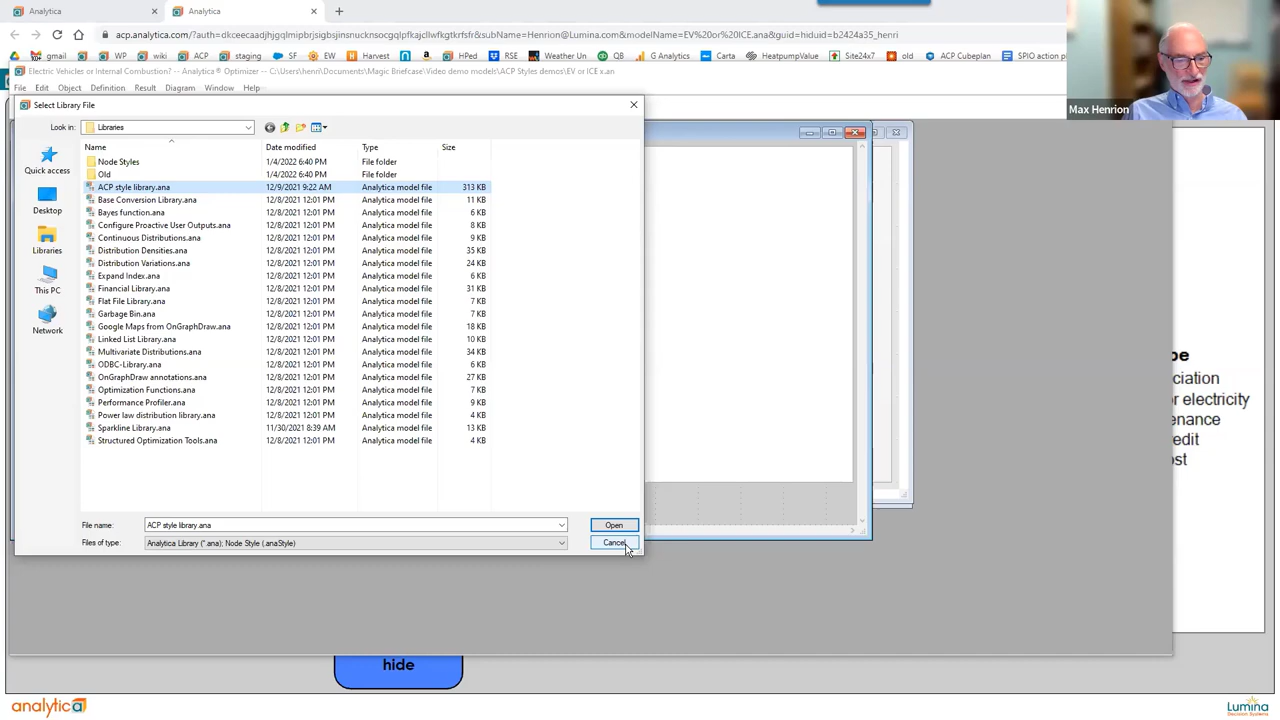 Analytica
Analytica
acp.analytica.com/?auth=dkceecaadjhjgqlmipbrjsigbsjinsnucknsocgqlpfkajcllwfkgtkrfsfr&subName=Henrion@Lumina.com&modelName=EV%20or%20ICE.ana&guid=hiduid=b2424a35_henri
gmail
WP
wiki
ACP
staging
SF
EW
Harvest
HPer
RSE
Weather Un
Carta
HeatpumpValue
Site24x7
old
ACP Cubeplan
SPIO action pl
Electric Vehicles or Internal Combustion? -- Analytica® Optimizer -- C:\Users\henri\Documents\Magic Briefcase\Video demo models\ACP Styles demos\EV or ICE x.an
File Edit Object Definition Result Diagram Window Help
Max Henrion
Select Library File
Look in: Libraries
Name Date modified Type Size
Node Styles 1/4/2022 6:40 PM File folder
Old 1/4/2022 6:40 PM File folder
ACP style library.ana 12/9/2021 9:22 AM Analytica model file 313 KB
Base Conversion Library.ana 12/8/2021 12:01 PM Analytica model file 11 KB
Bayes function.ana 12/8/2021 12:01 PM Analytica model file 6 KB
Configure Proactive User Outputs.ana 12/8/2021 12:01 PM Analytica model file 8 KB
Continuous Distributions.ana 12/8/2021 12:01 PM Analytica model file 9 KB
Distribution Densities.ana 12/8/2021 12:01 PM Analytica model file 35 KB
Distribution Variations.ana 12/8/2021 12:01 PM Analytica model file 24 KB
Expand Index.ana 12/8/2021 12:01 PM Analytica model file 6 KB
Financial Library.ana 12/8/2021 12:01 PM Analytica model file 31 KB
Flat File Library.ana 12/8/2021 12:01 PM Analytica model file 7 KB
Garbage Bin.ana 12/8/2021 12:01 PM Analytica model file 7 KB
Google Maps from OnGraphDraw.ana 12/8/2021 12:01 PM Analytica model file 18 KB
Linked List Library.ana 12/8/2021 12:01 PM Analytica model file 10 KB
Multivariate Distributions.ana 12/8/2021 12:01 PM Analytica model file 34 KB
ODBC-Library.ana 12/8/2021 12:01 PM Analytica model file 6 KB
OnGraphDraw annotations.ana 12/8/2021 12:01 PM Analytica model file 27 KB
Optimization Functions.ana 12/8/2021 12:01 PM Analytica model file 7 KB
Performance Profiler.ana 12/8/2021 12:01 PM Analytica model file 9 KB
Power law distribution library.ana 12/8/2021 12:01 PM Analytica model file 4 KB
Sparkline Library.ana 11/30/2021 8:39 AM Analytica model file 13 KB
Structured Optimization Tools.ana 12/8/2021 12:01 PM Analytica model file 4 KB
Quick access
Desktop
Libraries
This PC
Network
File name: ACP style library.ana Open
Files of type: Analytica Library (*.ana); Node Style (.anaStyle) Cancel
pe
ciation
or electricity
enance
edit
ost
hide
analytica
Lumina
Decision Systems